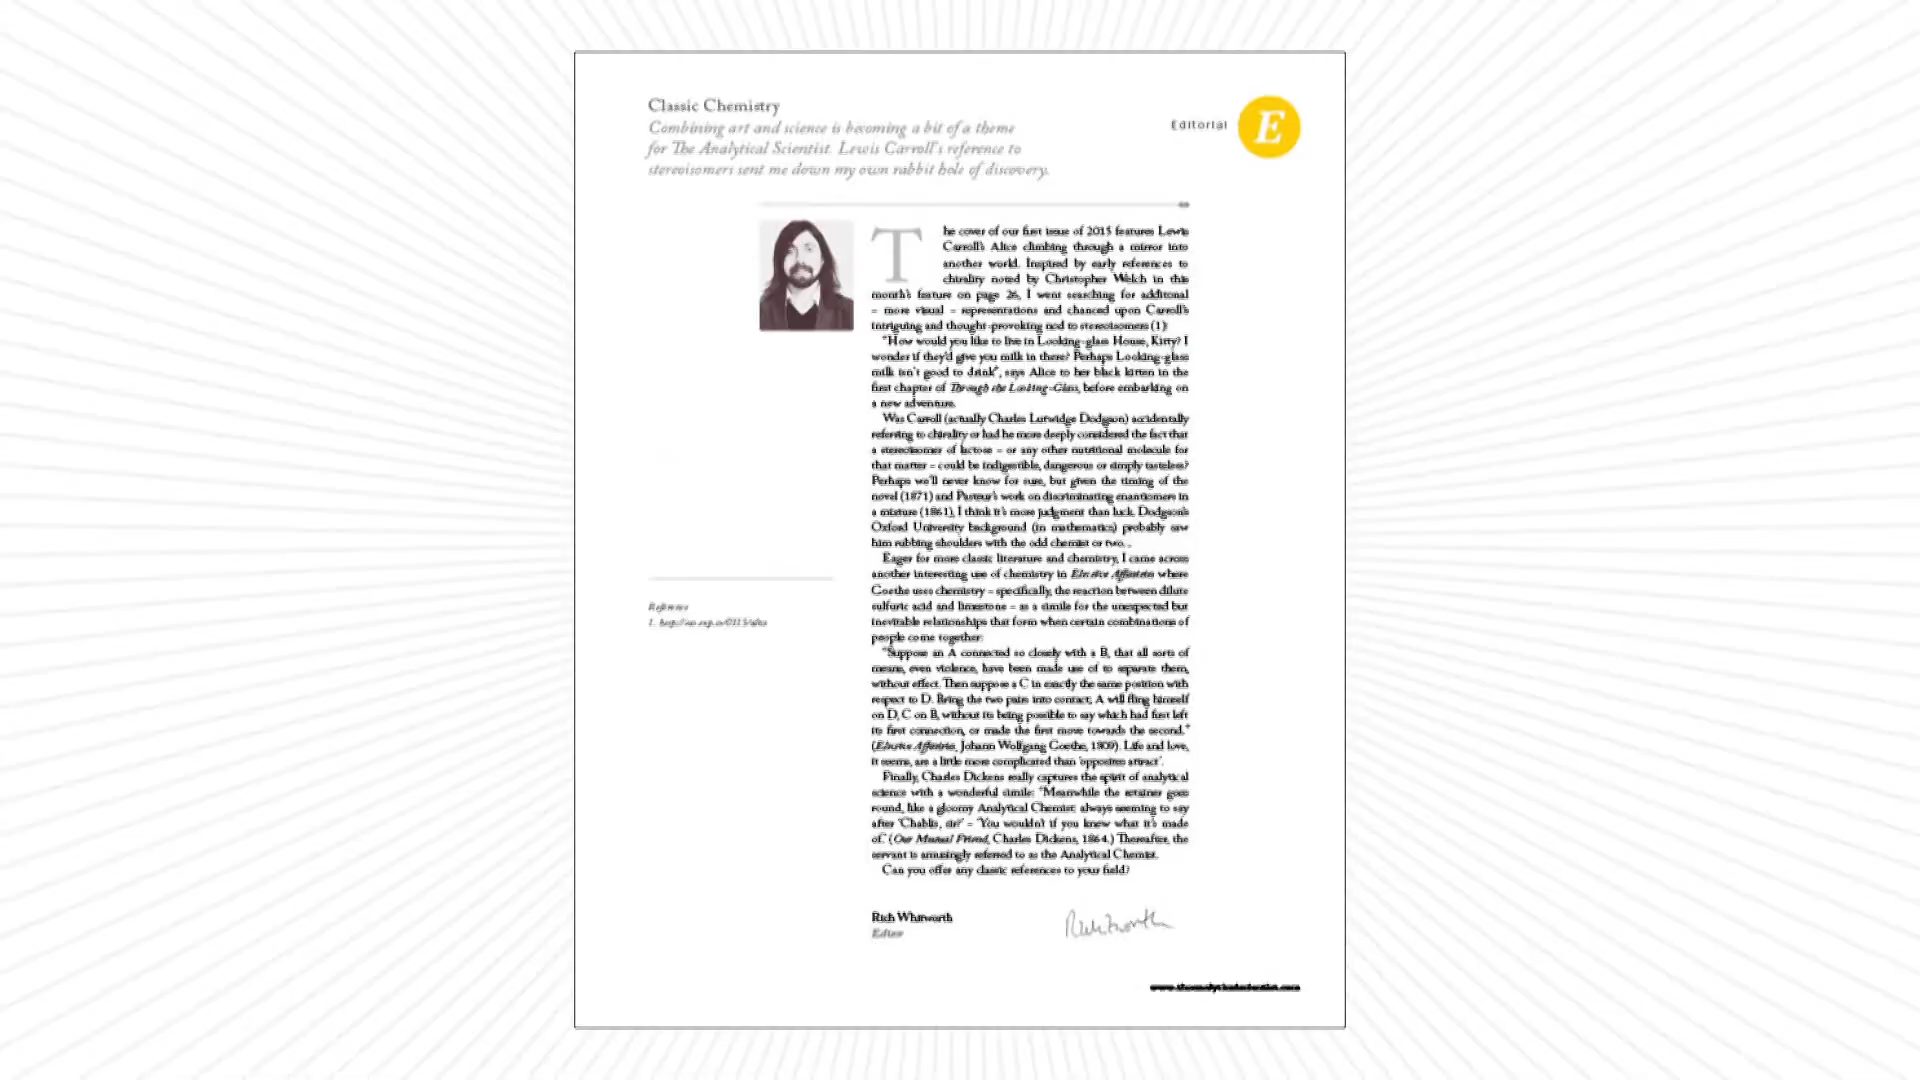 Classic Chemistry
Combining art and science is becoming a bit of a theme
for The Analytical Scientist. Lewis Carroll's reference to
stereoisomers sent me down my own rabbit hole of discovery.
Editorial
E
The cover of our first issue of 2015 features Lewis
Carroll's Alice climbing through a mirror into
another world. Inspired by early references to
chirality noted by Christopher Welch in this
month's feature on page 26, I went searching for additional
– more visual – representations and chanced upon Carroll's
intriguing and thought-provoking nod to stereoisomers (1)
"How would you like to live in Looking-glass House, Kitty? I
wonder if they'd give you milk in there? Perhaps Looking-glass
milk isn't good to drink", says Alice to her black kitten in the
first chapter of Through the Looking-Glass, before embarking on
a new adventure.
Was Carroll (actually Charles Lutwidge Dodgson) accidentally
referring to chirality or had he more deeply considered the fact that
a stereoisomer of lactose – or any other nutritional molecule for
that matter – could be indigestible, dangerous or simply tasteless?
Perhaps we'll never know for sure, but given the timing of the
novel (1871) and Pasteur's work on discriminating enantiomers in
a mixture (1861), I think it's more judgment than luck. Dodgson's
Oxford University background (in mathematics) probably saw
him rubbing shoulders with the odd chemist or two...
Eager for more classic literature and chemistry, I came across
another interesting use of chemistry in Elective Affinities where
Goethe uses chemistry – specifically, the reaction between dilute
sulfuric acid and limestone – as a simile for the unexpected but
inevitable relationships that form when certain combinations of
people come together:
"Suppose an A connected so closely with a B, that all sorts of
means, even violence, have been made use of to separate them,
without effect. Then suppose a C in exactly the same position with
respect to D. Bring the two pairs into contact; A will fling himself
on D, C on B, without its being possible to say which had first left
its first connection, or made the first move towards the second."
(Elective Affinities, Johann Wolfgang Goethe, 1809). Life and love,
it seems, are a little more complicated than 'opposites attract'.
Finally, Charles Dickens really captures the spirit of analytical
science with a wonderful simile: "Meanwhile the retainer goes
round, like a gloomy Analytical Chemist: always seeming to say
after 'Chablis, sir?' – 'You wouldn't if you knew what it's made
of.' (Our Mutual Friend, Charles Dickens, 1864.) Thereafter, the
servant is amusingly referred to as the Analytical Chemist.
Can you offer any classic references to your field?
Reference
1.
Rich Whitworth
Editor
www.theanalyticalscientist.com